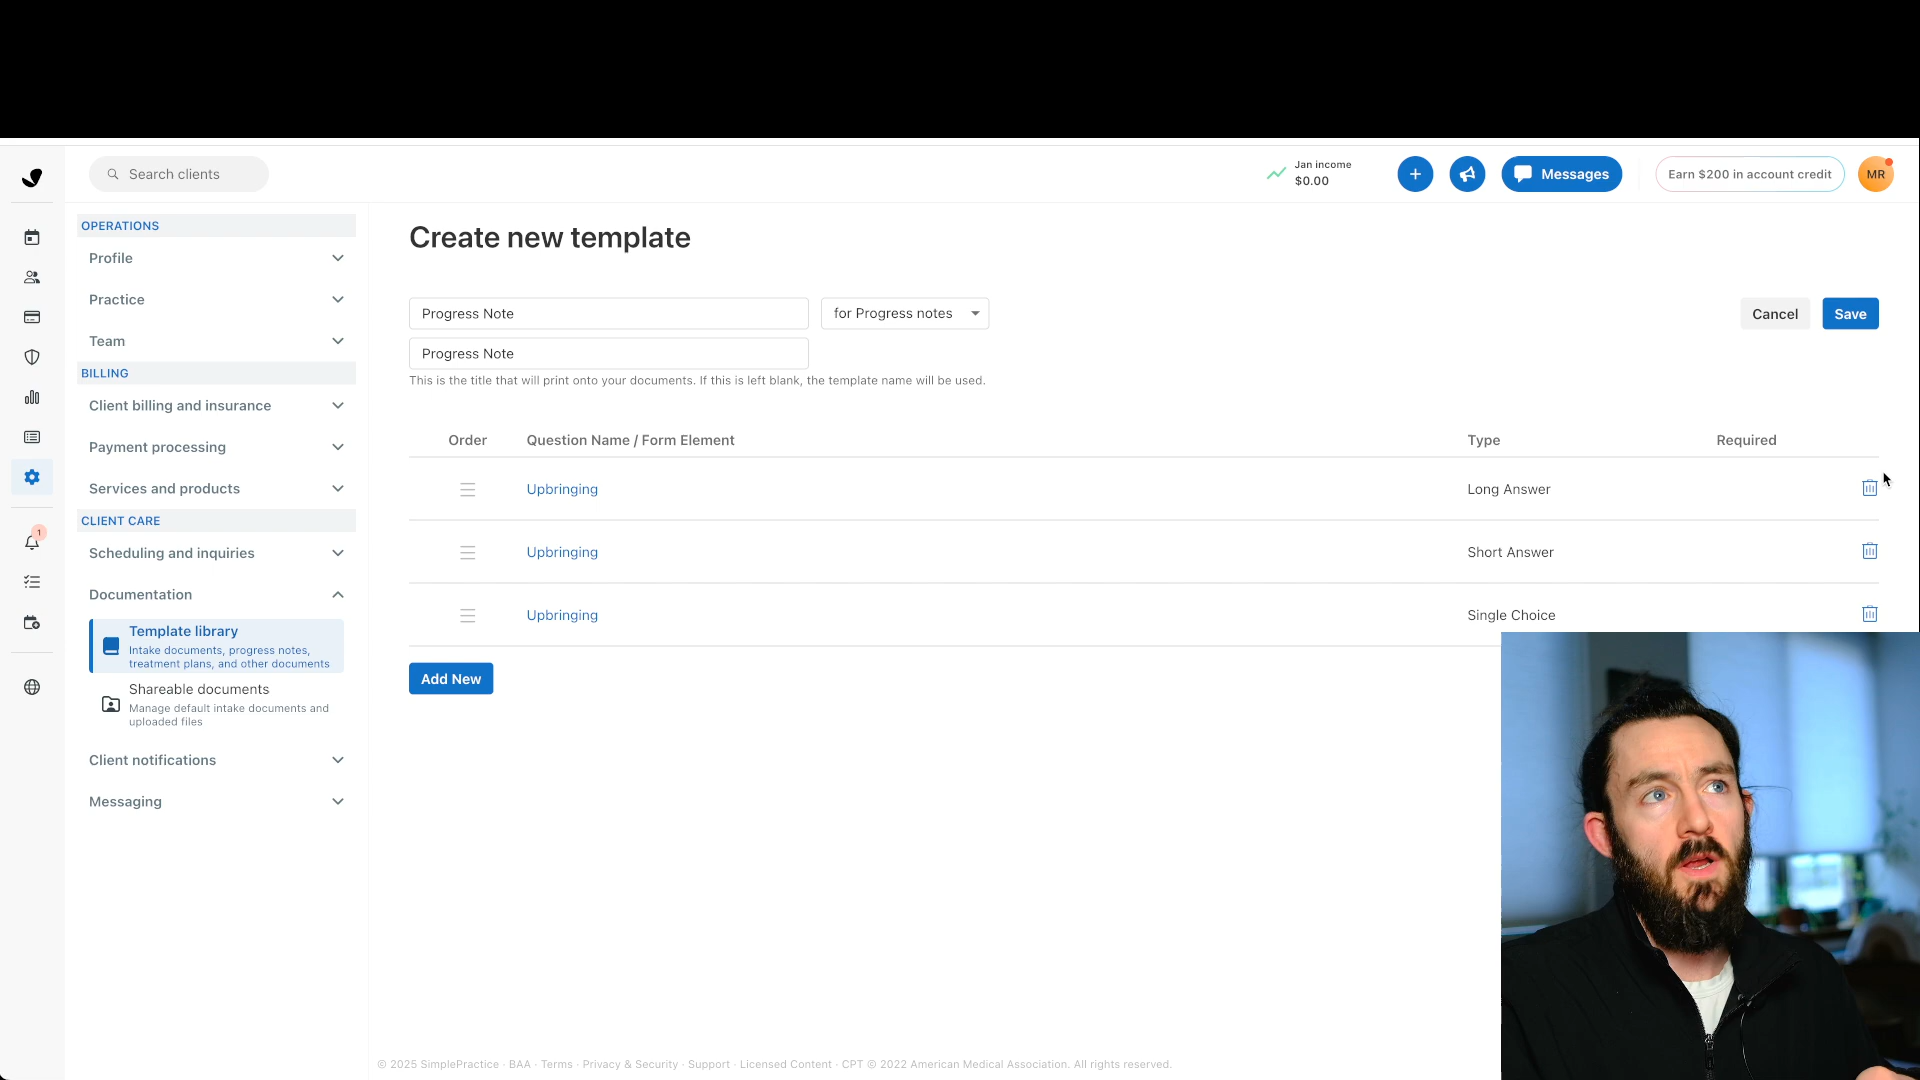 Search clients
Jan income
$0.00
+
Messages
Earn $200 in account credit
MR
OPERATIONS
Profile
Practice
Team
BILLING
Client billing and insurance
Payment processing
Services and products
CLIENT CARE
Scheduling and inquiries
1
Documentation
Template library
Intake documents, progress notes,
treatment plans, and other documents
Shareable documents
Manage default intake documents and
uploaded files
Client notifications
Messaging
Create new template
Progress Note
for Progress notes
Cancel
Save
Progress Note
This is the title that will print onto your documents. If this is left blank, the template name will be used.
Order Question Name / Form Element Type Required
Upbringing Long Answer
Upbringing Short Answer
Upbringing Single Choice
Add New
© 2025 SimplePractice · BAA · Terms · Privacy & Security · Support · Licensed Content · CPT © 2022 American Medical Association. All rights reserved.